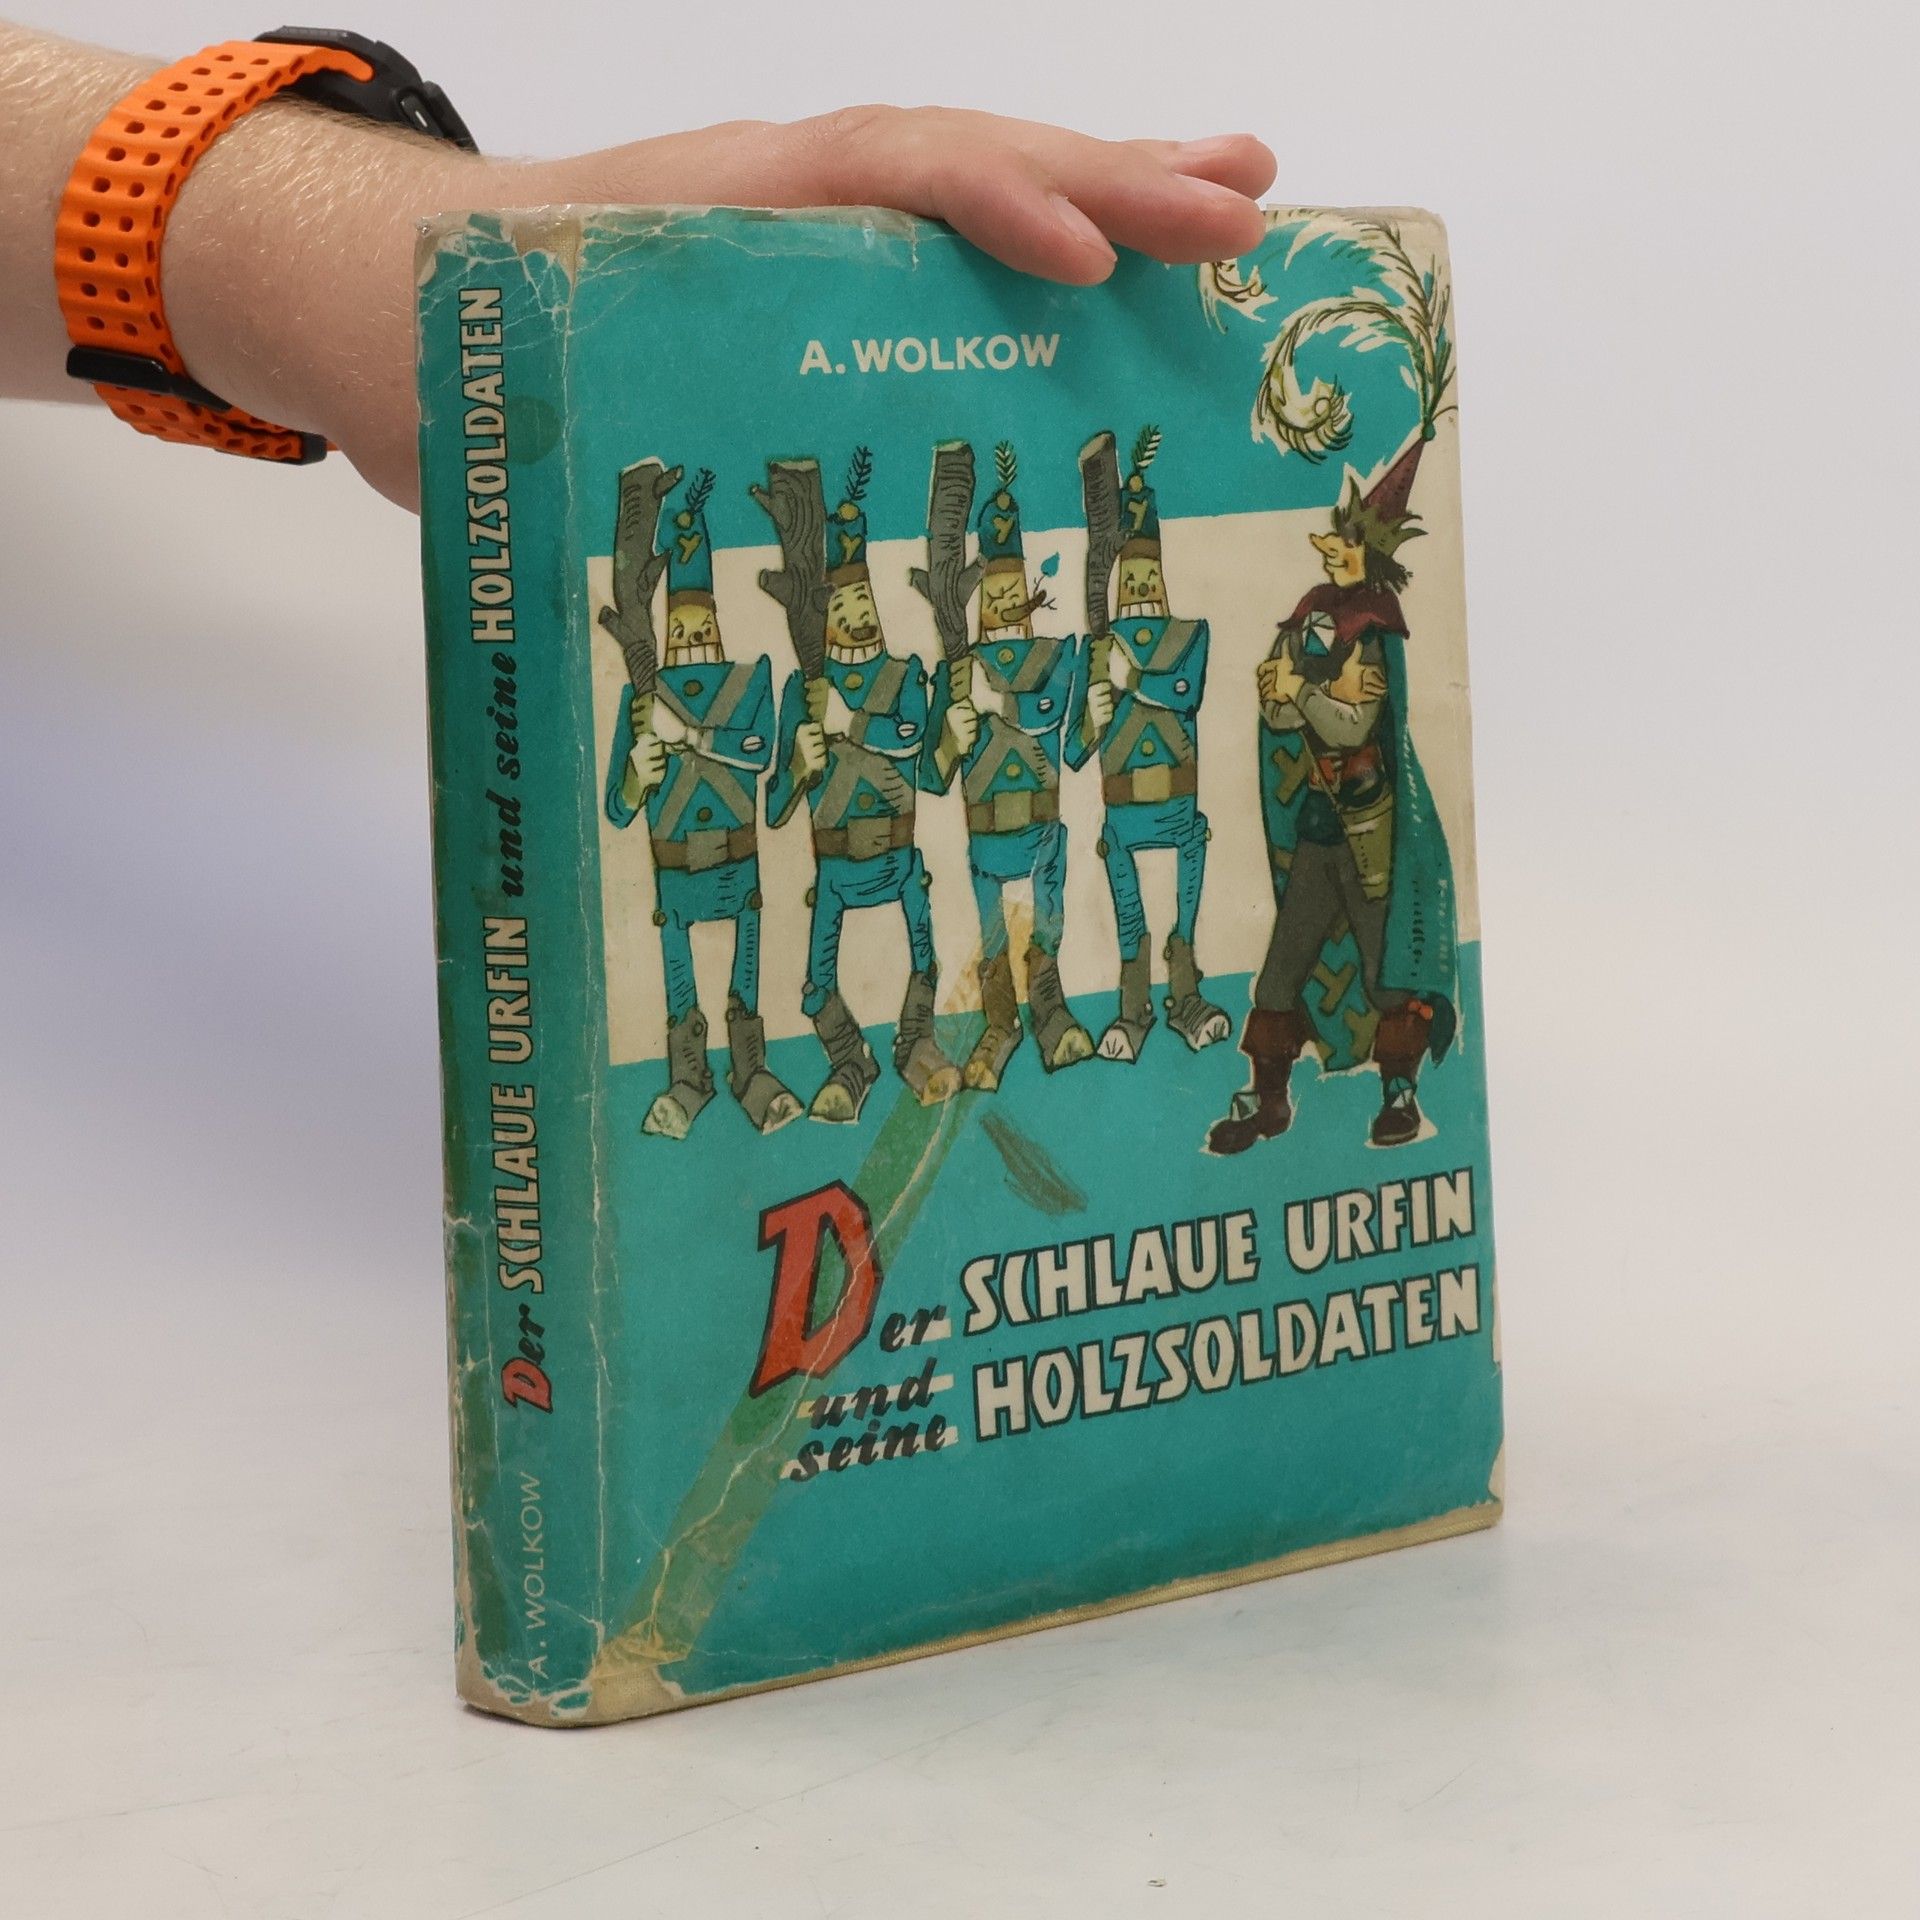 A. WOLKOW
Der SCHLAUE URFIN
und seine HOLZSOLDATEN
Der SCHLAUE URFIN und seine HOLZSOLDATEN
A. WOLKOW